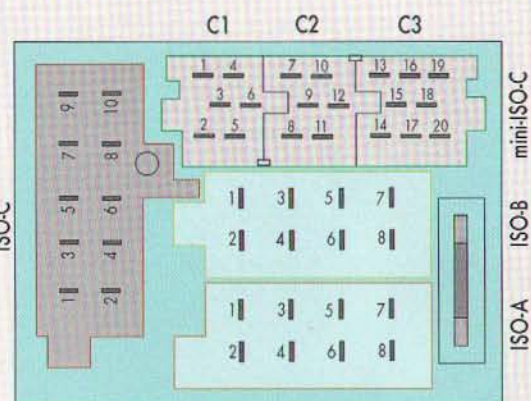 C1 C2 C3
1 4 7 10 13 16 19
3 6 9 12 15 18
2 5 8 11 14 17 20
mini-ISO-C
9 10
7 8
5 6
3 4
1 2
ISO-C
1 3 5 7
2 4 6 8
ISO-B
1 3 5 7
2 4 6 8
ISO-A